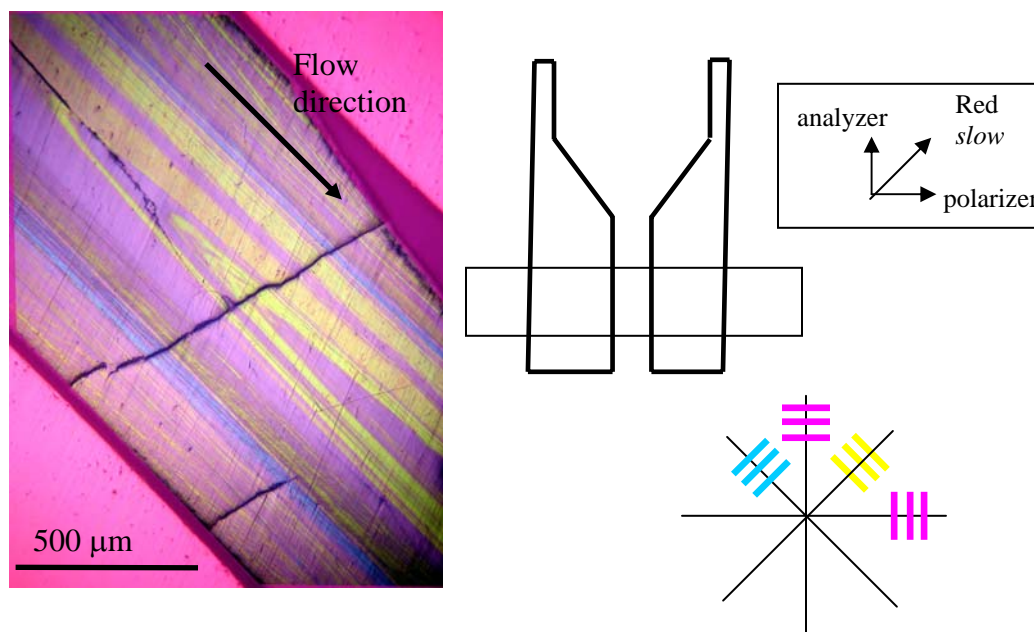 Flow
direction
500 μm
analyzer
Red
slow
polarizer